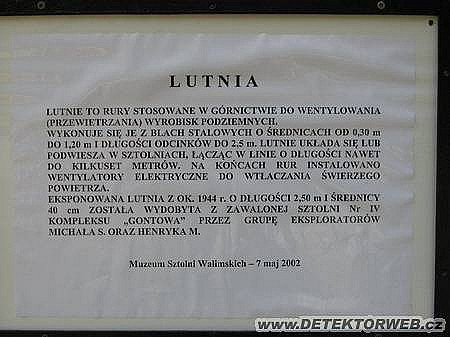 LUTNIA
LUTNIE TO RURY STOSOWANE W GÓRNICTWIE DO WENTYLOWANIA
(PRZEWIETRZANIA) WYROBISK PODZIEMNYCH.
WYKONUJE SIĘ JE Z BLACH STALOWYCH O ŚREDNICACH OD 0,30 m
DO 1,20 m I DŁUGOŚCI ODCINKÓW DO 2,5 m. LUTNIE UKŁADA SIĘ LUB
PODWIESZA W SZTOLNIACH, ŁĄCZĄC W LINIE O DŁUGOŚCI NAWET
DO KILKUSET METRÓW. NA KOŃCACH RUR INSTALOWANO
WENTYLATORY ELEKTRYCZNE DO WTŁACZANIA ŚWIERZEGO
POWIETRZA.
EKSPONOWANA LUTNIA Z OK. 1944 r. O DŁUGOŚCI 2,50 m I ŚREDNICY
40 cm ZOSTAŁA WYDOBYTA Z ZAWALONEJ SZTOLNI Nr IV
KOMPLEKSU „GONTOWA" PRZEZ GRUPĘ EKSPLORATORÓW
MICHAŁA S. ORAZ HENRYKA M.
Muzeum Sztolni Walimskich – 7 maj 2002
www.DETEKTORWEB.cz